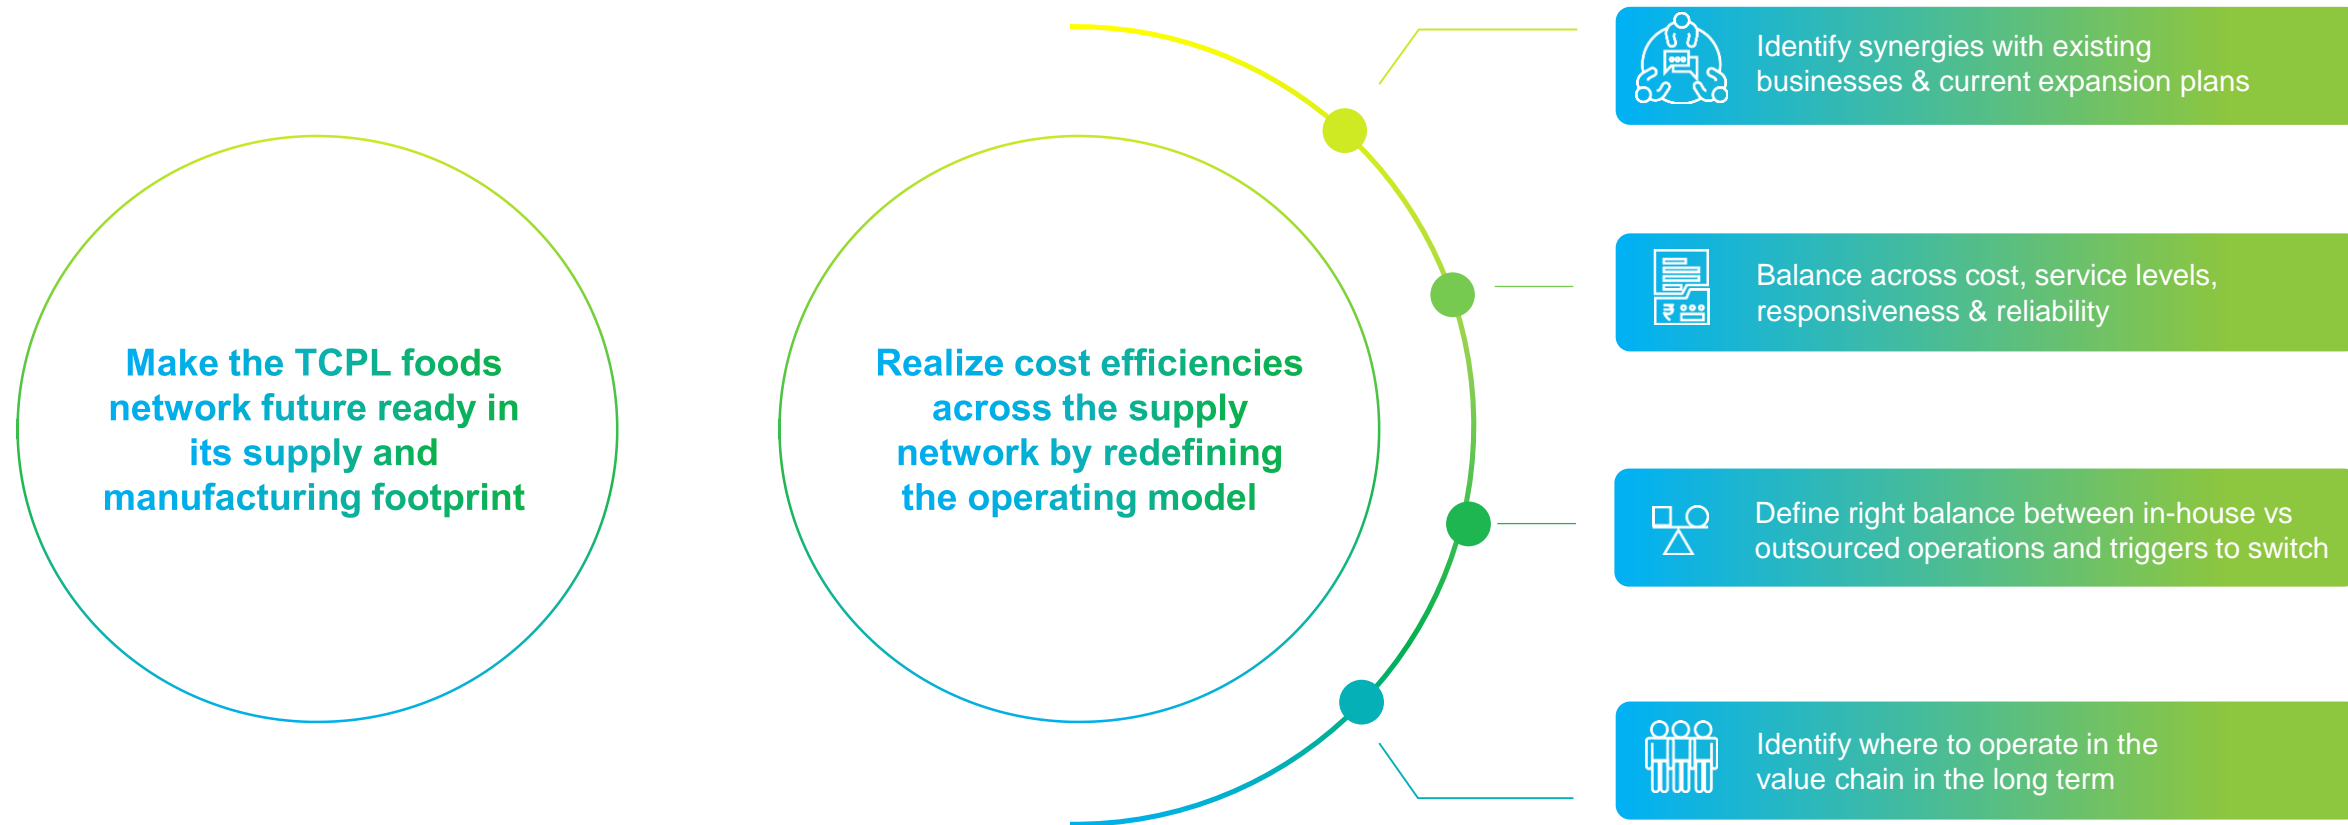 Make the TCPL foods
network future ready in
its supply and
manufacturing footprint
Realize cost efficiencies
across the supply
network by redefining
the operating model
Identify synergies with existing
businesses & current expansion plans
Balance across cost, service levels,
responsiveness & reliability
₹
Define right balance between in-house vs
outsourced operations and triggers to switch
Identify where to operate in the
value chain in the long term